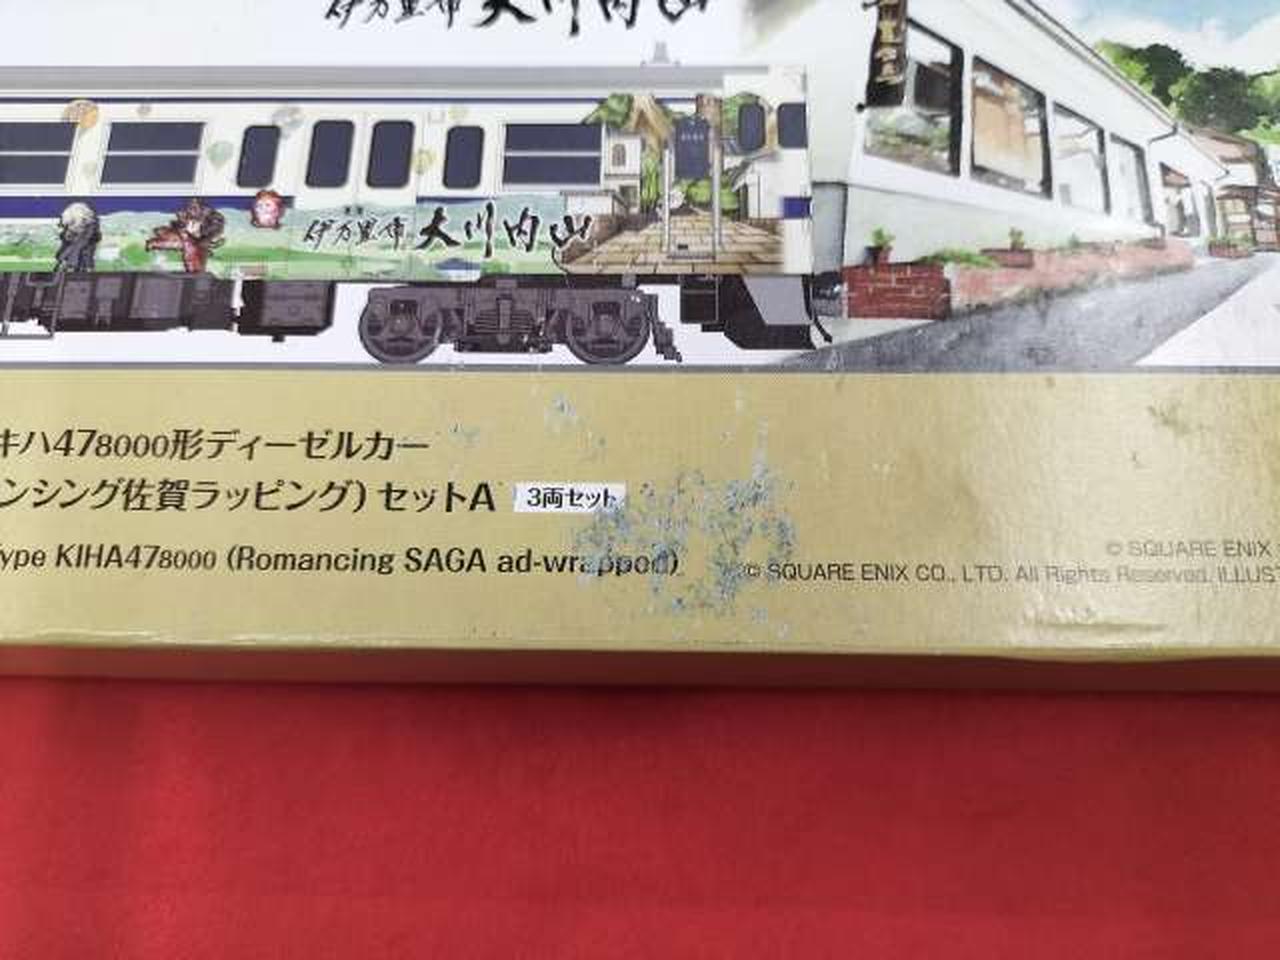 伊万里市 大川内山
伊万里市 大川内山
キハ478000形ディーゼルカー
ンシング佐賀ラッピング) セットA 3両セット
ype KIHA478000 (Romancing SAGA ad-wrapped)
© SQUARE ENIX
© SQUARE ENIX CO., LTD. All Rights Reserved. ILLUST